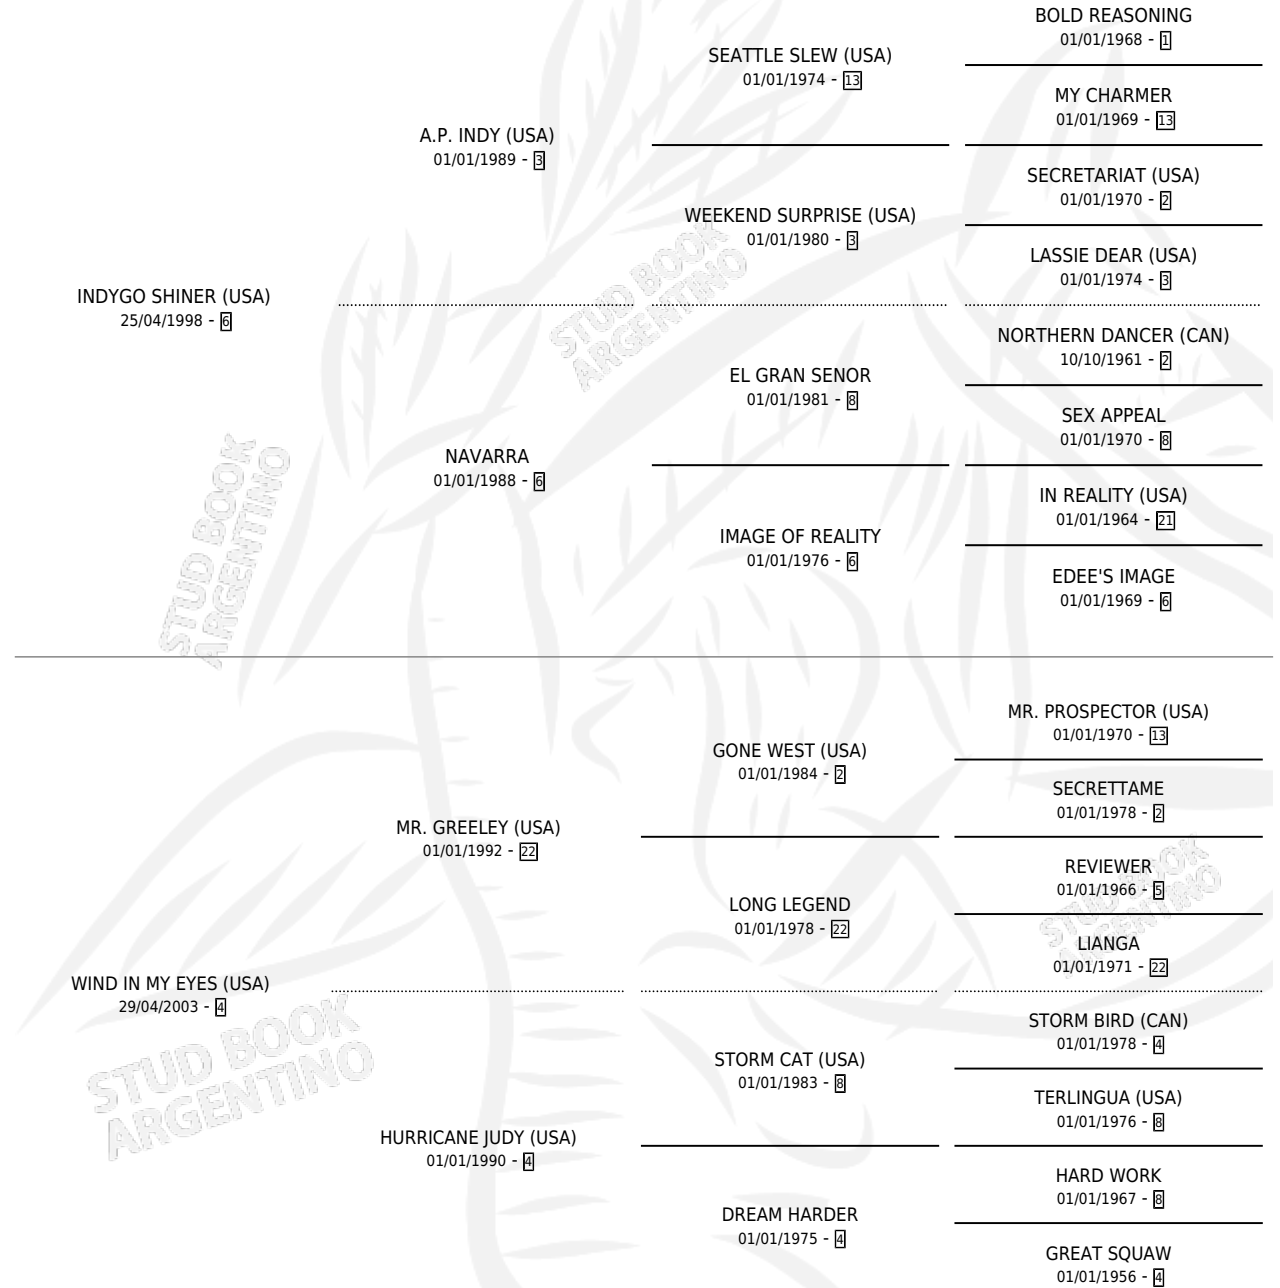 BOLD REASONING
01/01/1968 - 1
SEATTLE SLEW (USA)
01/01/1974 - 13
MY CHARMER
01/01/1969 - 13
A.P. INDY (USA)
01/01/1989 - 3
SECRETARIAT (USA)
01/01/1970 - 2
WEEKEND SURPRISE (USA)
01/01/1980 - 3
LASSIE DEAR (USA)
01/01/1974 - 3
INDYGO SHINER (USA)
25/04/1998 - 6
NORTHERN DANCER (CAN)
10/10/1961 - 2
EL GRAN SENOR
01/01/1981 - 8
SEX APPEAL
01/01/1970 - 8
NAVARRA
01/01/1988 - 6
IN REALITY (USA)
01/01/1964 - 21
IMAGE OF REALITY
01/01/1976 - 6
EDEE'S IMAGE
01/01/1969 - 6
STUD BOOK
ARGENTINO
STUD BOOK
ARGENTINO
MR. PROSPECTOR (USA)
01/01/1970 - 13
GONE WEST (USA)
01/01/1984 - 2
SECRETTAME
01/01/1978 - 2
MR. GREELEY (USA)
01/01/1992 - 22
REVIEWER
01/01/1966 - 5
LONG LEGEND
01/01/1978 - 22
LIANGA
01/01/1971 - 22
WIND IN MY EYES (USA)
29/04/2003 - 4
STORM BIRD (CAN)
01/01/1978 - 4
STORM CAT (USA)
01/01/1983 - 8
TERLINGUA (USA)
01/01/1976 - 8
HURRICANE JUDY (USA)
01/01/1990 - 4
HARD WORK
01/01/1967 - 8
DREAM HARDER
01/01/1975 - 4
GREAT SQUAW
01/01/1956 - 4
STUD BOOK
ARGENTINO
STUD BOOK
ARGENTINO